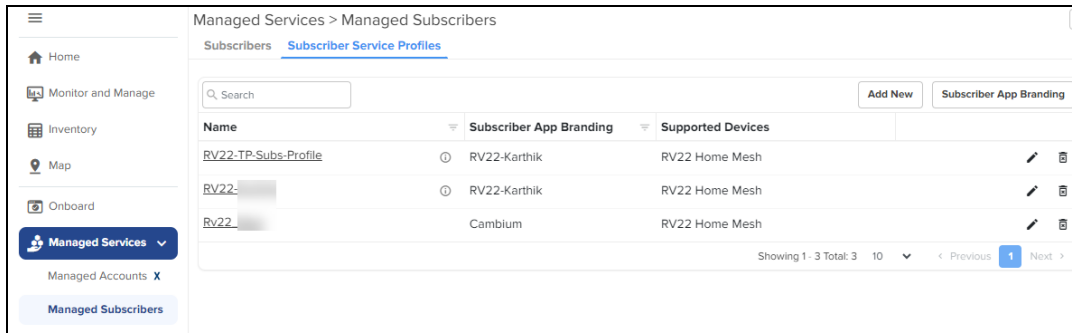 Managed Services > Managed Subscribers
Subscribers Subscriber Service Profiles
Home
Monitor and Manage
Inventory
Map
Onboard
Managed Services
Managed Accounts X
Managed Subscribers
Search
Add New Subscriber App Branding
Name Subscriber App Branding Supported Devices
RV22-TP-Subs-Profile RV22-Karthik RV22 Home Mesh
RV22- RV22-Karthik RV22 Home Mesh
Rv22_ Cambium RV22 Home Mesh
Showing 1 - 3 Total: 3 10 < Previous 1 Next >